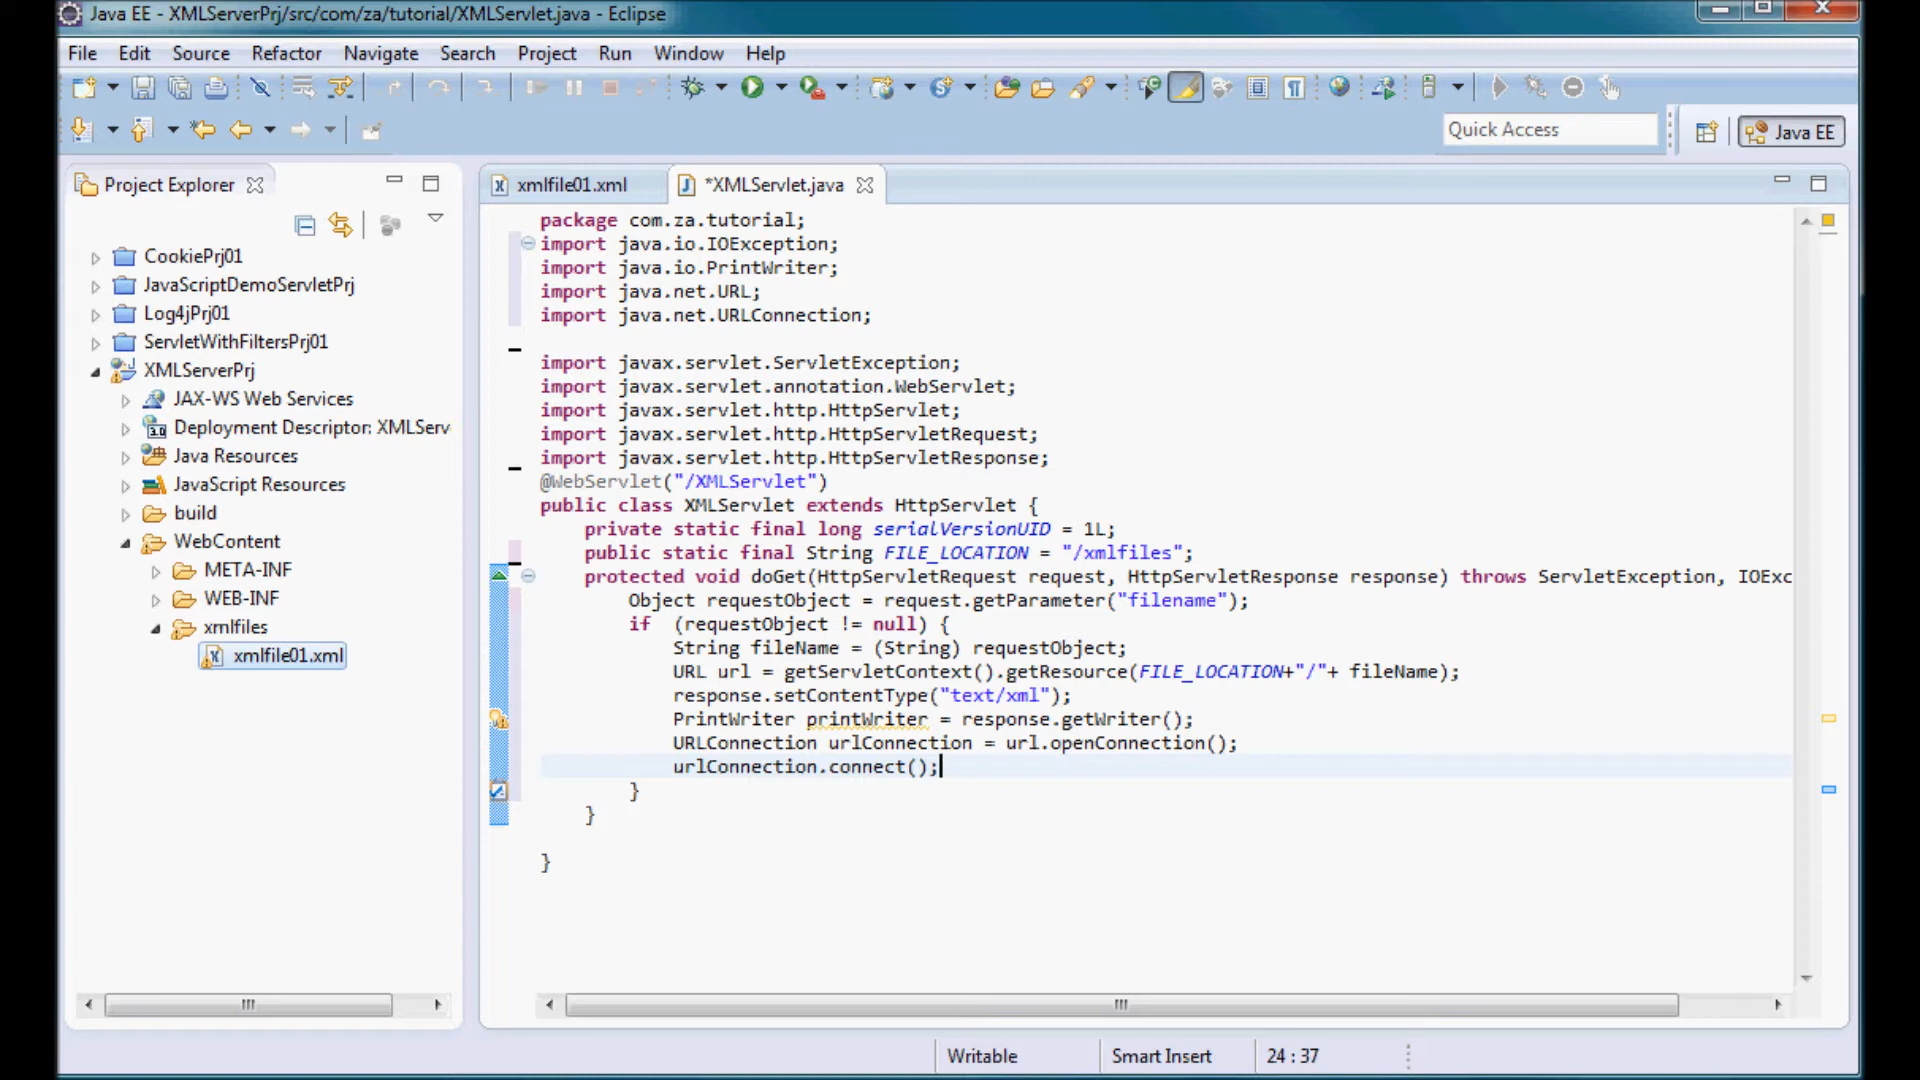 Java EE - XMLServerPrj/src/com/za/tutorial/XMLServlet.java - Eclipse
File Edit Source Refactor Navigate Search Project Run Window Help
Quick Access
Java EE
Project Explorer
xmlfile01.xml
*XMLServlet.java
CookiePrj01
JavaScriptDemoServletPrj
Log4jPrj01
ServletWithFiltersPrj01
XMLServerPrj
JAX-WS Web Services
Deployment Descriptor: XMLServ
Java Resources
JavaScript Resources
build
WebContent
META-INF
WEB-INF
xmlfiles
xmlfile01.xml
package com.za.tutorial;
import java.io.IOException;
import java.io.PrintWriter;
import java.net.URL;
import java.net.URLConnection;
import javax.servlet.ServletException;
import javax.servlet.annotation.WebServlet;
import javax.servlet.http.HttpServlet;
import javax.servlet.http.HttpServletRequest;
import javax.servlet.http.HttpServletResponse;
@WebServlet("/XMLServlet")
public class XMLServlet extends HttpServlet {
private static final long serialVersionUID = 1L;
public static final String FILE_LOCATION = "/xmlfiles";
protected void doGet(HttpServletRequest request, HttpServletResponse response) throws ServletException, IOExc
Object requestObject = request.getParameter("filename");
if (requestObject != null) {
String fileName = (String) requestObject;
URL url = getServletContext().getResource(FILE_LOCATION+"/"+ fileName);
response.setContentType("text/xml");
PrintWriter printWriter = response.getWriter();
URLConnection urlConnection = url.openConnection();
urlConnection.connect();
}
}
}
Writable
Smart Insert
24 : 37